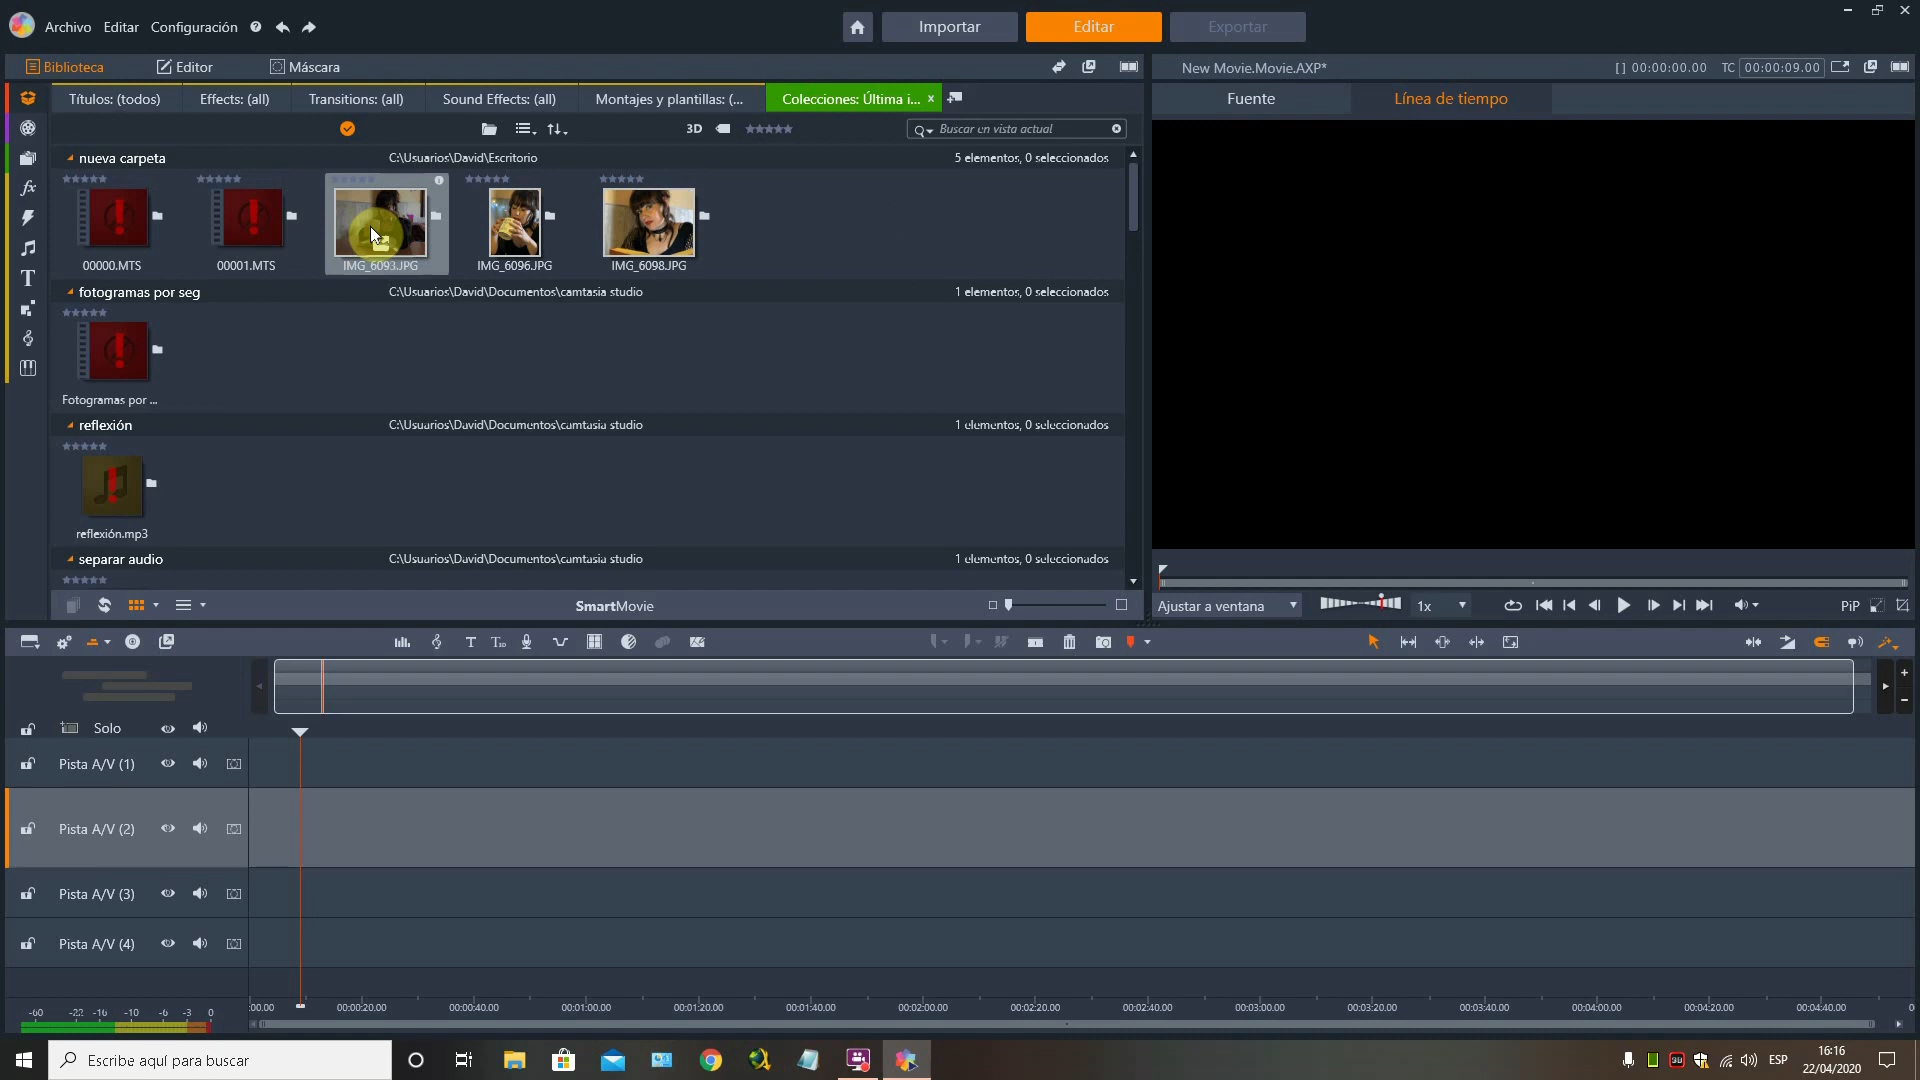 Archivo Editar Configuración ?
Importar Editar Exportar
Biblioteca Editor Máscara
New Movie.Movie.AXP* [] 00:00:00.00 TC 00:00:09.00
Títulos: (todos) Effects: (all) Transitions: (all) Sound Effects: (all) Montajes y plantillas: (... Colecciones: Última i... x
Fuente Línea de tiempo
3D Buscar en vista actual
nueva carpeta C:\Usuarios\David\Escritorio 5 elementos, 0 seleccionados
00000.MTS 00001.MTS IMG_6093.JPG IMG_6096.JPG IMG_6098.JPG
fotogramas por seg C:\Usuarios\David\Documentos\camtasia studio 1 elementos, 0 seleccionados
Fotogramas por ...
reflexión C:\Usuarios\David\Documentos\camtasia studio 1 elementos, 0 seleccionados
reflexión.mp3
separar audio C:\Usuarios\David\Documentos\camtasia studio 1 elementos, 0 seleccionados
SmartMovie
Ajustar a ventana 1x PiP
T T3D
Solo
Pista A/V (1)
Pista A/V (2)
Pista A/V (3)
Pista A/V (4)
:00.00 00:00:20.00 00:00:40.00 00:01:00.00 00:01:20.00 00:01:40.00 00:02:00.00 00:02:20.00 00:02:40.00 00:03:00.00 00:03:20.00 00:03:40.00 00:04:00.00 00:04:20.00 00:04:40.00 0
-60 -22 -16 -10 -6 -3 0
Escribe aquí para buscar
ESP
16:16
22/04/2020